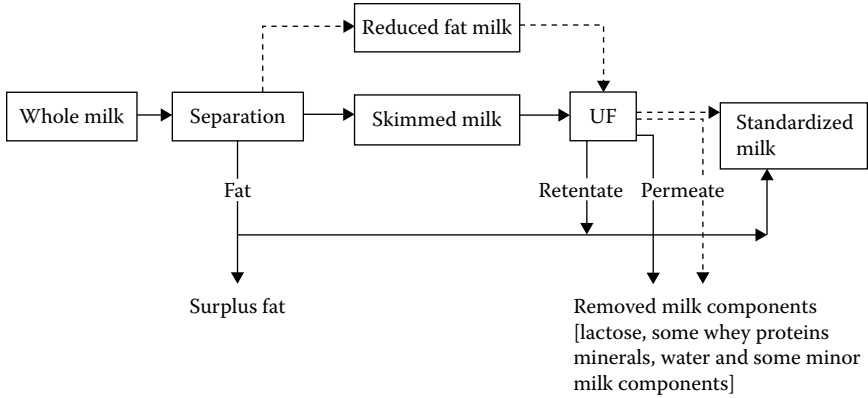 Reduced fat milk
Whole milk
Separation
Skimmed milk
UF
Standardized
milk
Fat
Retentate
Permeate
Surplus fat
Removed milk components
[lactose, some whey proteins
minerals, water and some minor
milk components]